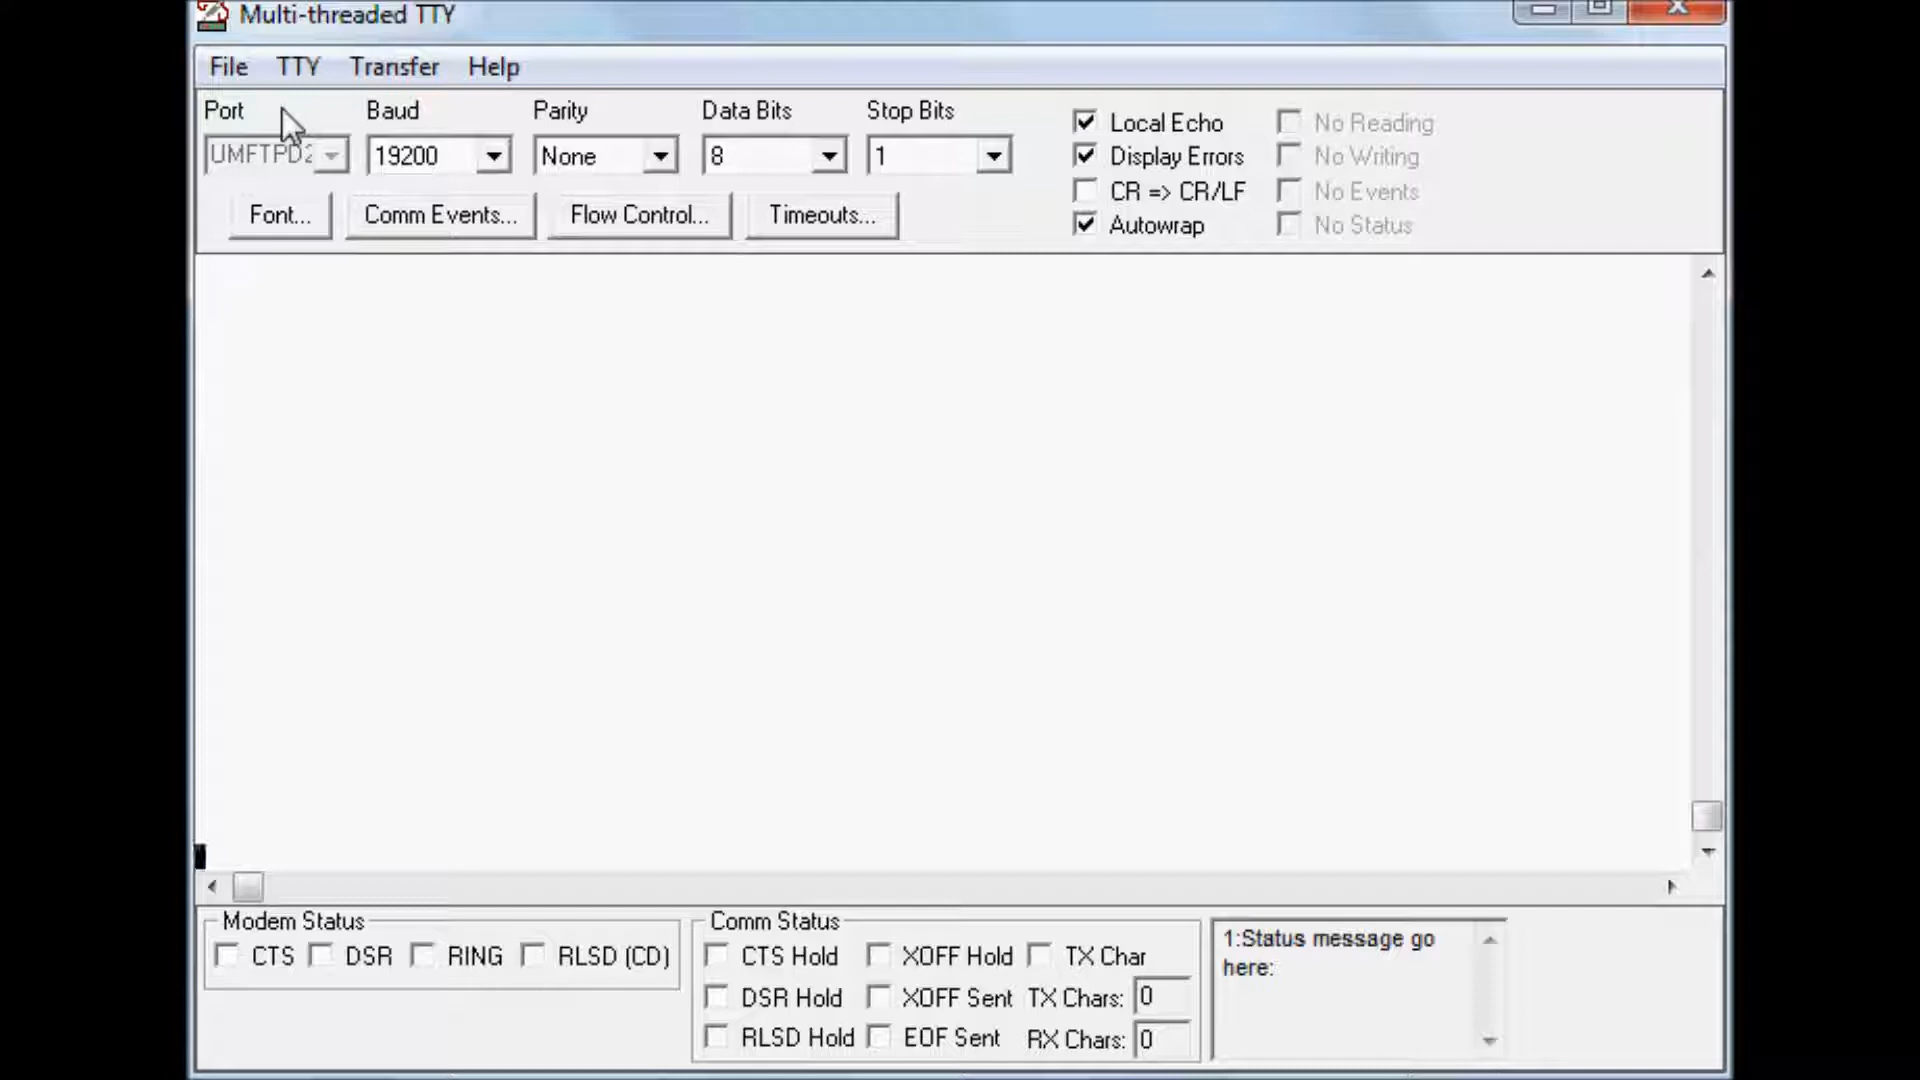 Multi-threaded TTY
File TTY Transfer Help
Port Baud Parity Data Bits Stop Bits
UMFTPD2 19200 None 8 1
Font... Comm Events... Flow Control... Timeouts...
Local Echo No Reading
Display Errors No Writing
CR => CR/LF No Events
Autowrap No Status
Modem Status
CTS DSR RING RLSD (CD)
Comm Status
CTS Hold XOFF Hold TX Char
DSR Hold XOFF Sent TX Chars: 0
RLSD Hold EOF Sent RX Chars: 0
1:Status message go
here: